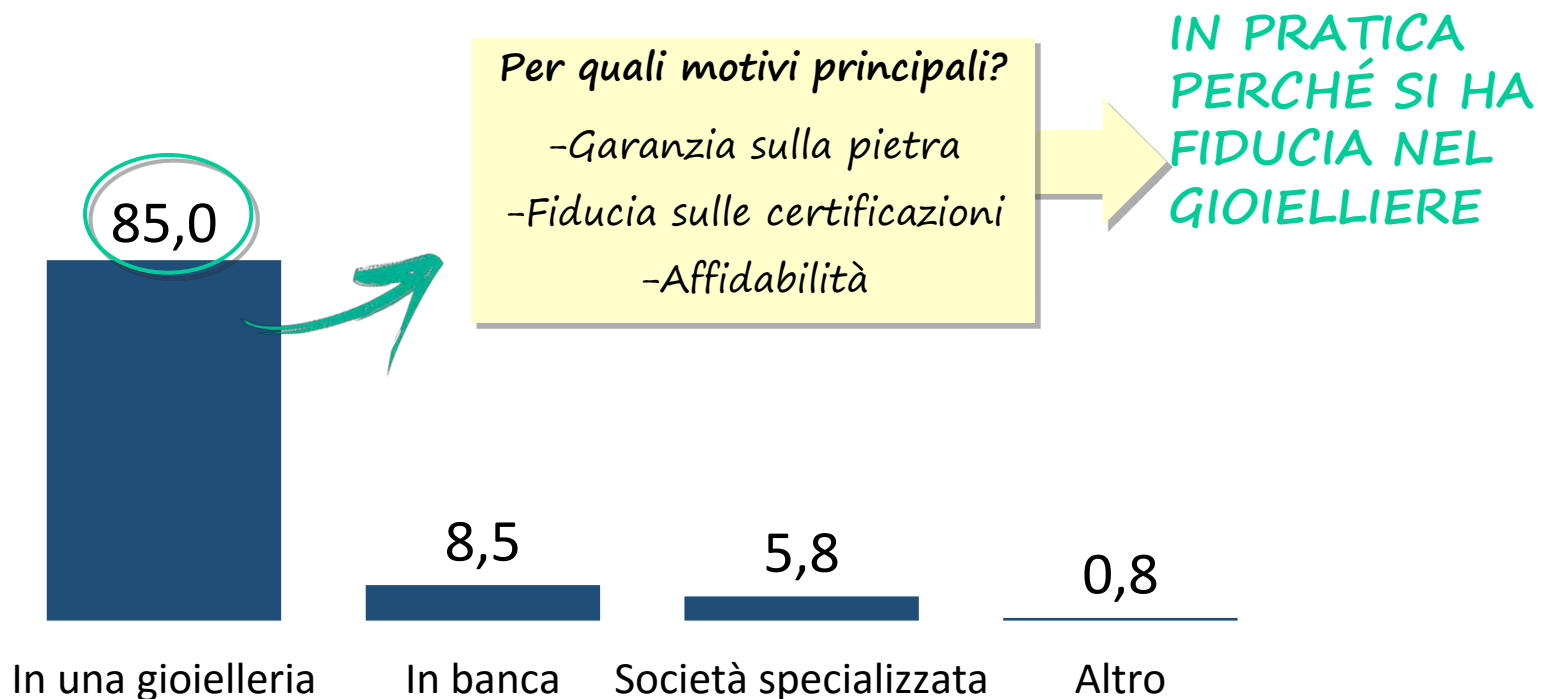 Per quali motivi principali?
-Garanzia sulla pietra
-Fiducia sulle certificazioni
-Affidabilità
IN PRATICA
PERCHÉ SI HA
FIDUCIA NEL
GIOIELLIERE
85,0
8,5
5,8
0,8
In una gioielleria
In banca
Società specializzata
Altro